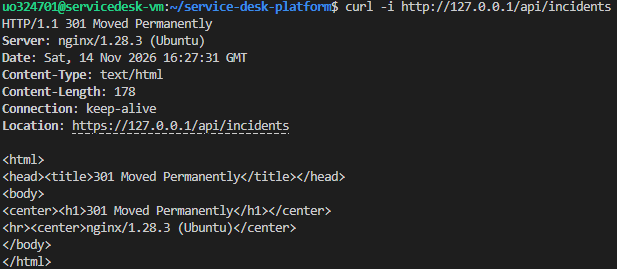 uo324701@servicedesk-vm:~/service-desk-platform$ curl -i http://127.0.0.1/api/incidents
HTTP/1.1 301 Moved Permanently
Server: nginx/1.28.3 (Ubuntu)
Date: Sat, 14 Nov 2026 16:27:31 GMT
Content-Type: text/html
Content-Length: 178
Connection: keep-alive
Location: https://127.0.0.1/api/incidents

<html>
<head><title>301 Moved Permanently</title></head>
<body>
<center><h1>301 Moved Permanently</h1></center>
<hr><center>nginx/1.28.3 (Ubuntu)</center>
</body>
</html>